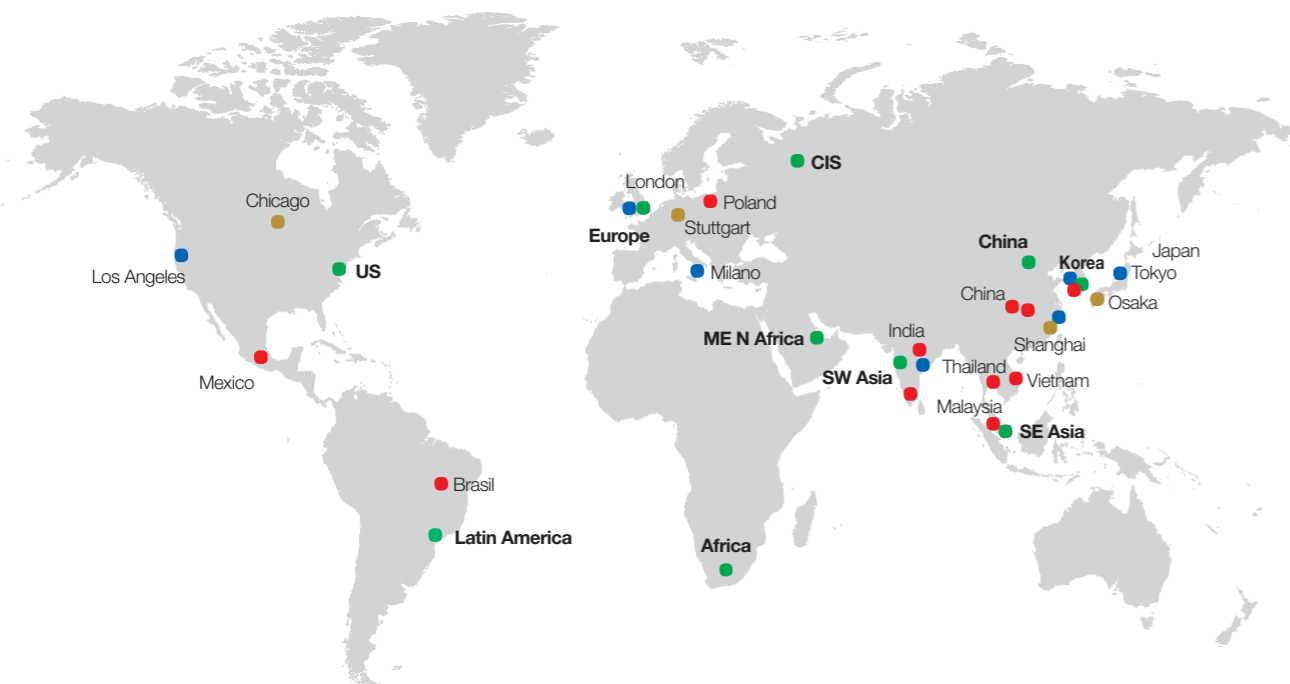 CIS
London
Poland
Chicago
Stuttgart
Europe
China
Japan
Korea
US
Milano
Tokyo
Los Angeles
China
Osaka
India
ME N Africa
Shanghai
Thailand
SW Asia
Vietnam
Mexico
Malaysia
SE Asia
Brasil
Latin America
Africa